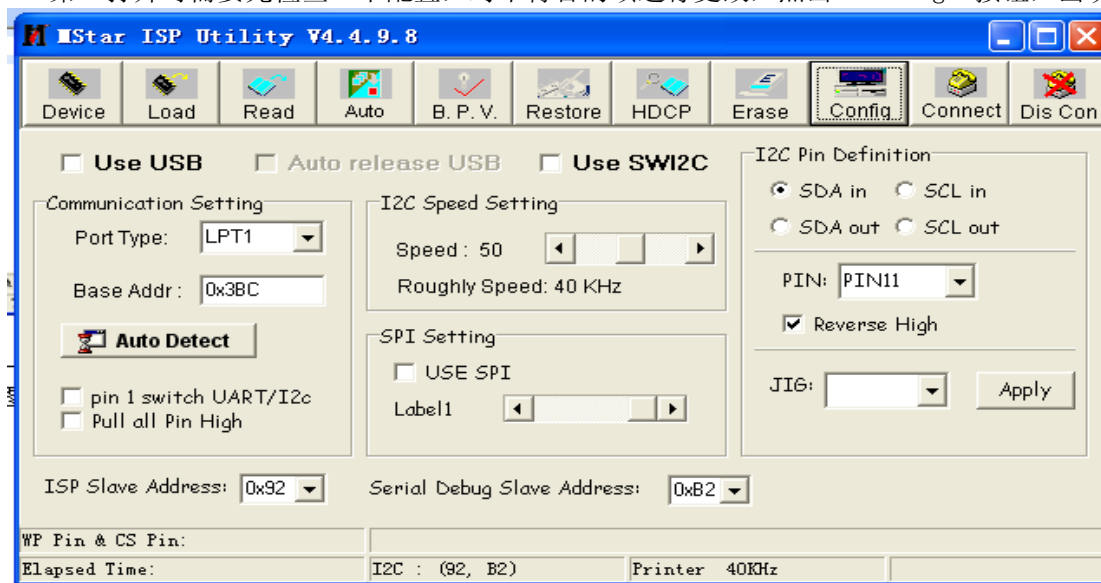 MStar ISP Utility V4.4.9.8
Device Load Read Auto B.P.V. Restore HDCP Erase Config Connect Dis Con
Use USB Auto release USB Use SWI2C
Communication Setting
Port Type: LPT1
Base Addr : 0x3BC
Auto Detect
pin 1 switch UART/I2c
Pull all Pin High
I2C Speed Setting
Speed : 50
Roughly Speed: 40 KHz
SPI Setting
USE SPI
Label1
I2C Pin Definition
SDA in SCL in
SDA out SCL out
PIN: PIN11
Reverse High
JIG: Apply
ISP Slave Address: 0x92 Serial Debug Slave Address: 0xB2
WP Pin & CS Pin:
Elapsed Time: I2C : (92, B2) Printer 40KHz